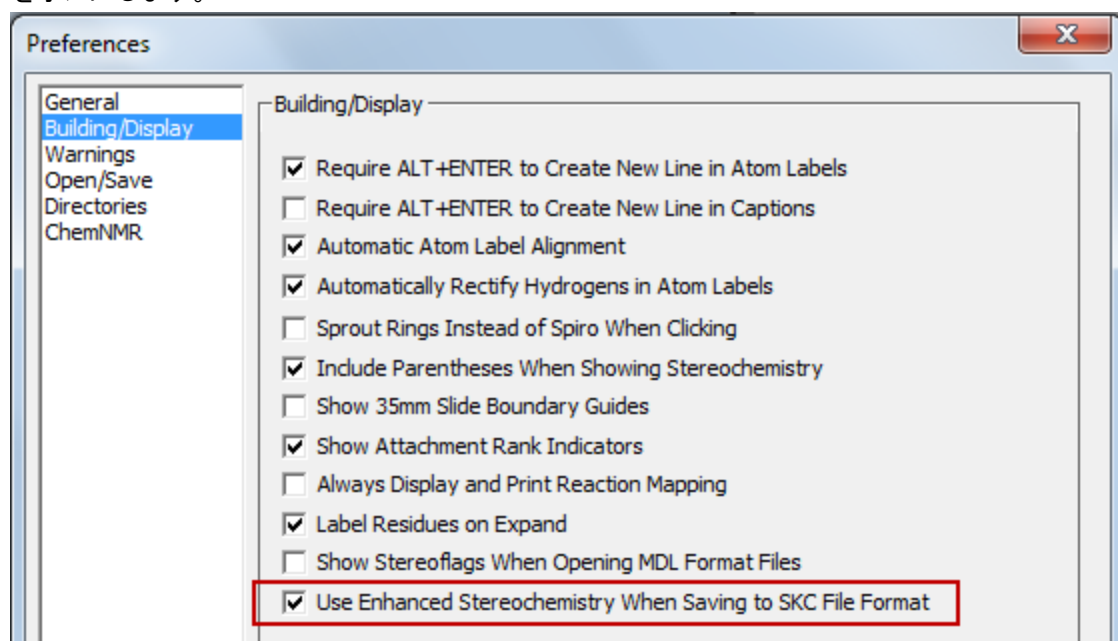 Preferences
General
Building/Display
Warnings
Open/Save
Directories
ChemNMR
Building/Display
Require ALT+ENTER to Create New Line in Atom Labels
Require ALT+ENTER to Create New Line in Captions
Automatic Atom Label Alignment
Automatically Rectify Hydrogens in Atom Labels
Sprout Rings Instead of Spiro When Clicking
Include Parentheses When Showing Stereochemistry
Show 35mm Slide Boundary Guides
Show Attachment Rank Indicators
Always Display and Print Reaction Mapping
Label Residues on Expand
Show Stereoflags When Opening MDL Format Files
Use Enhanced Stereochemistry When Saving to SKC File Format